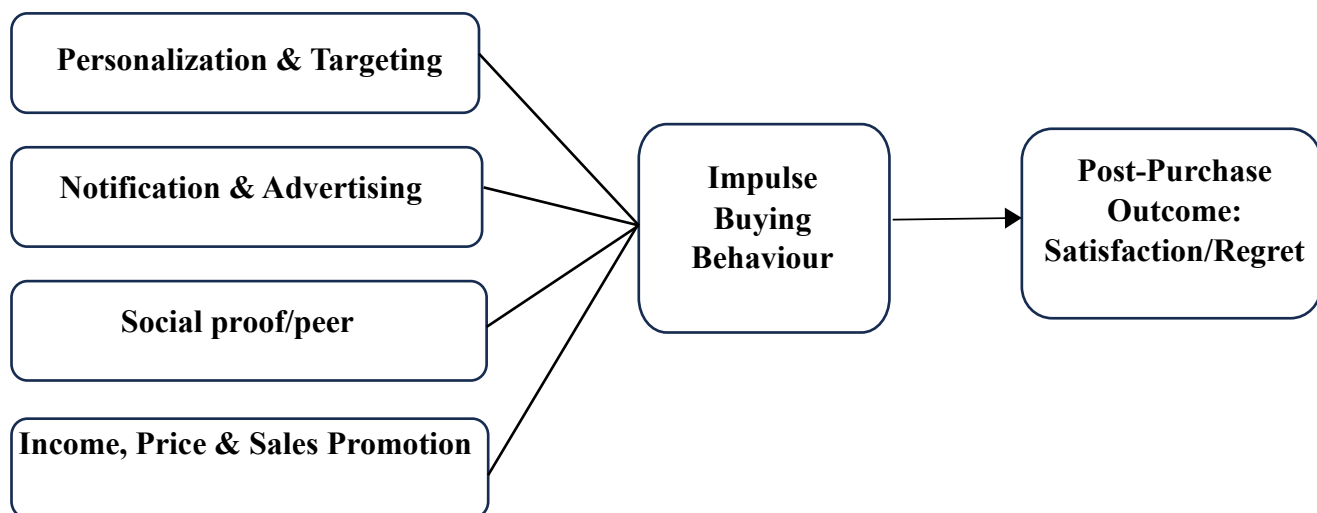 Personalization & Targeting
Notification & Advertising
Social proof/peer
Income, Price & Sales Promotion
Impulse
Buying
Behaviour
Post-Purchase
Outcome:
Satisfaction/Regret